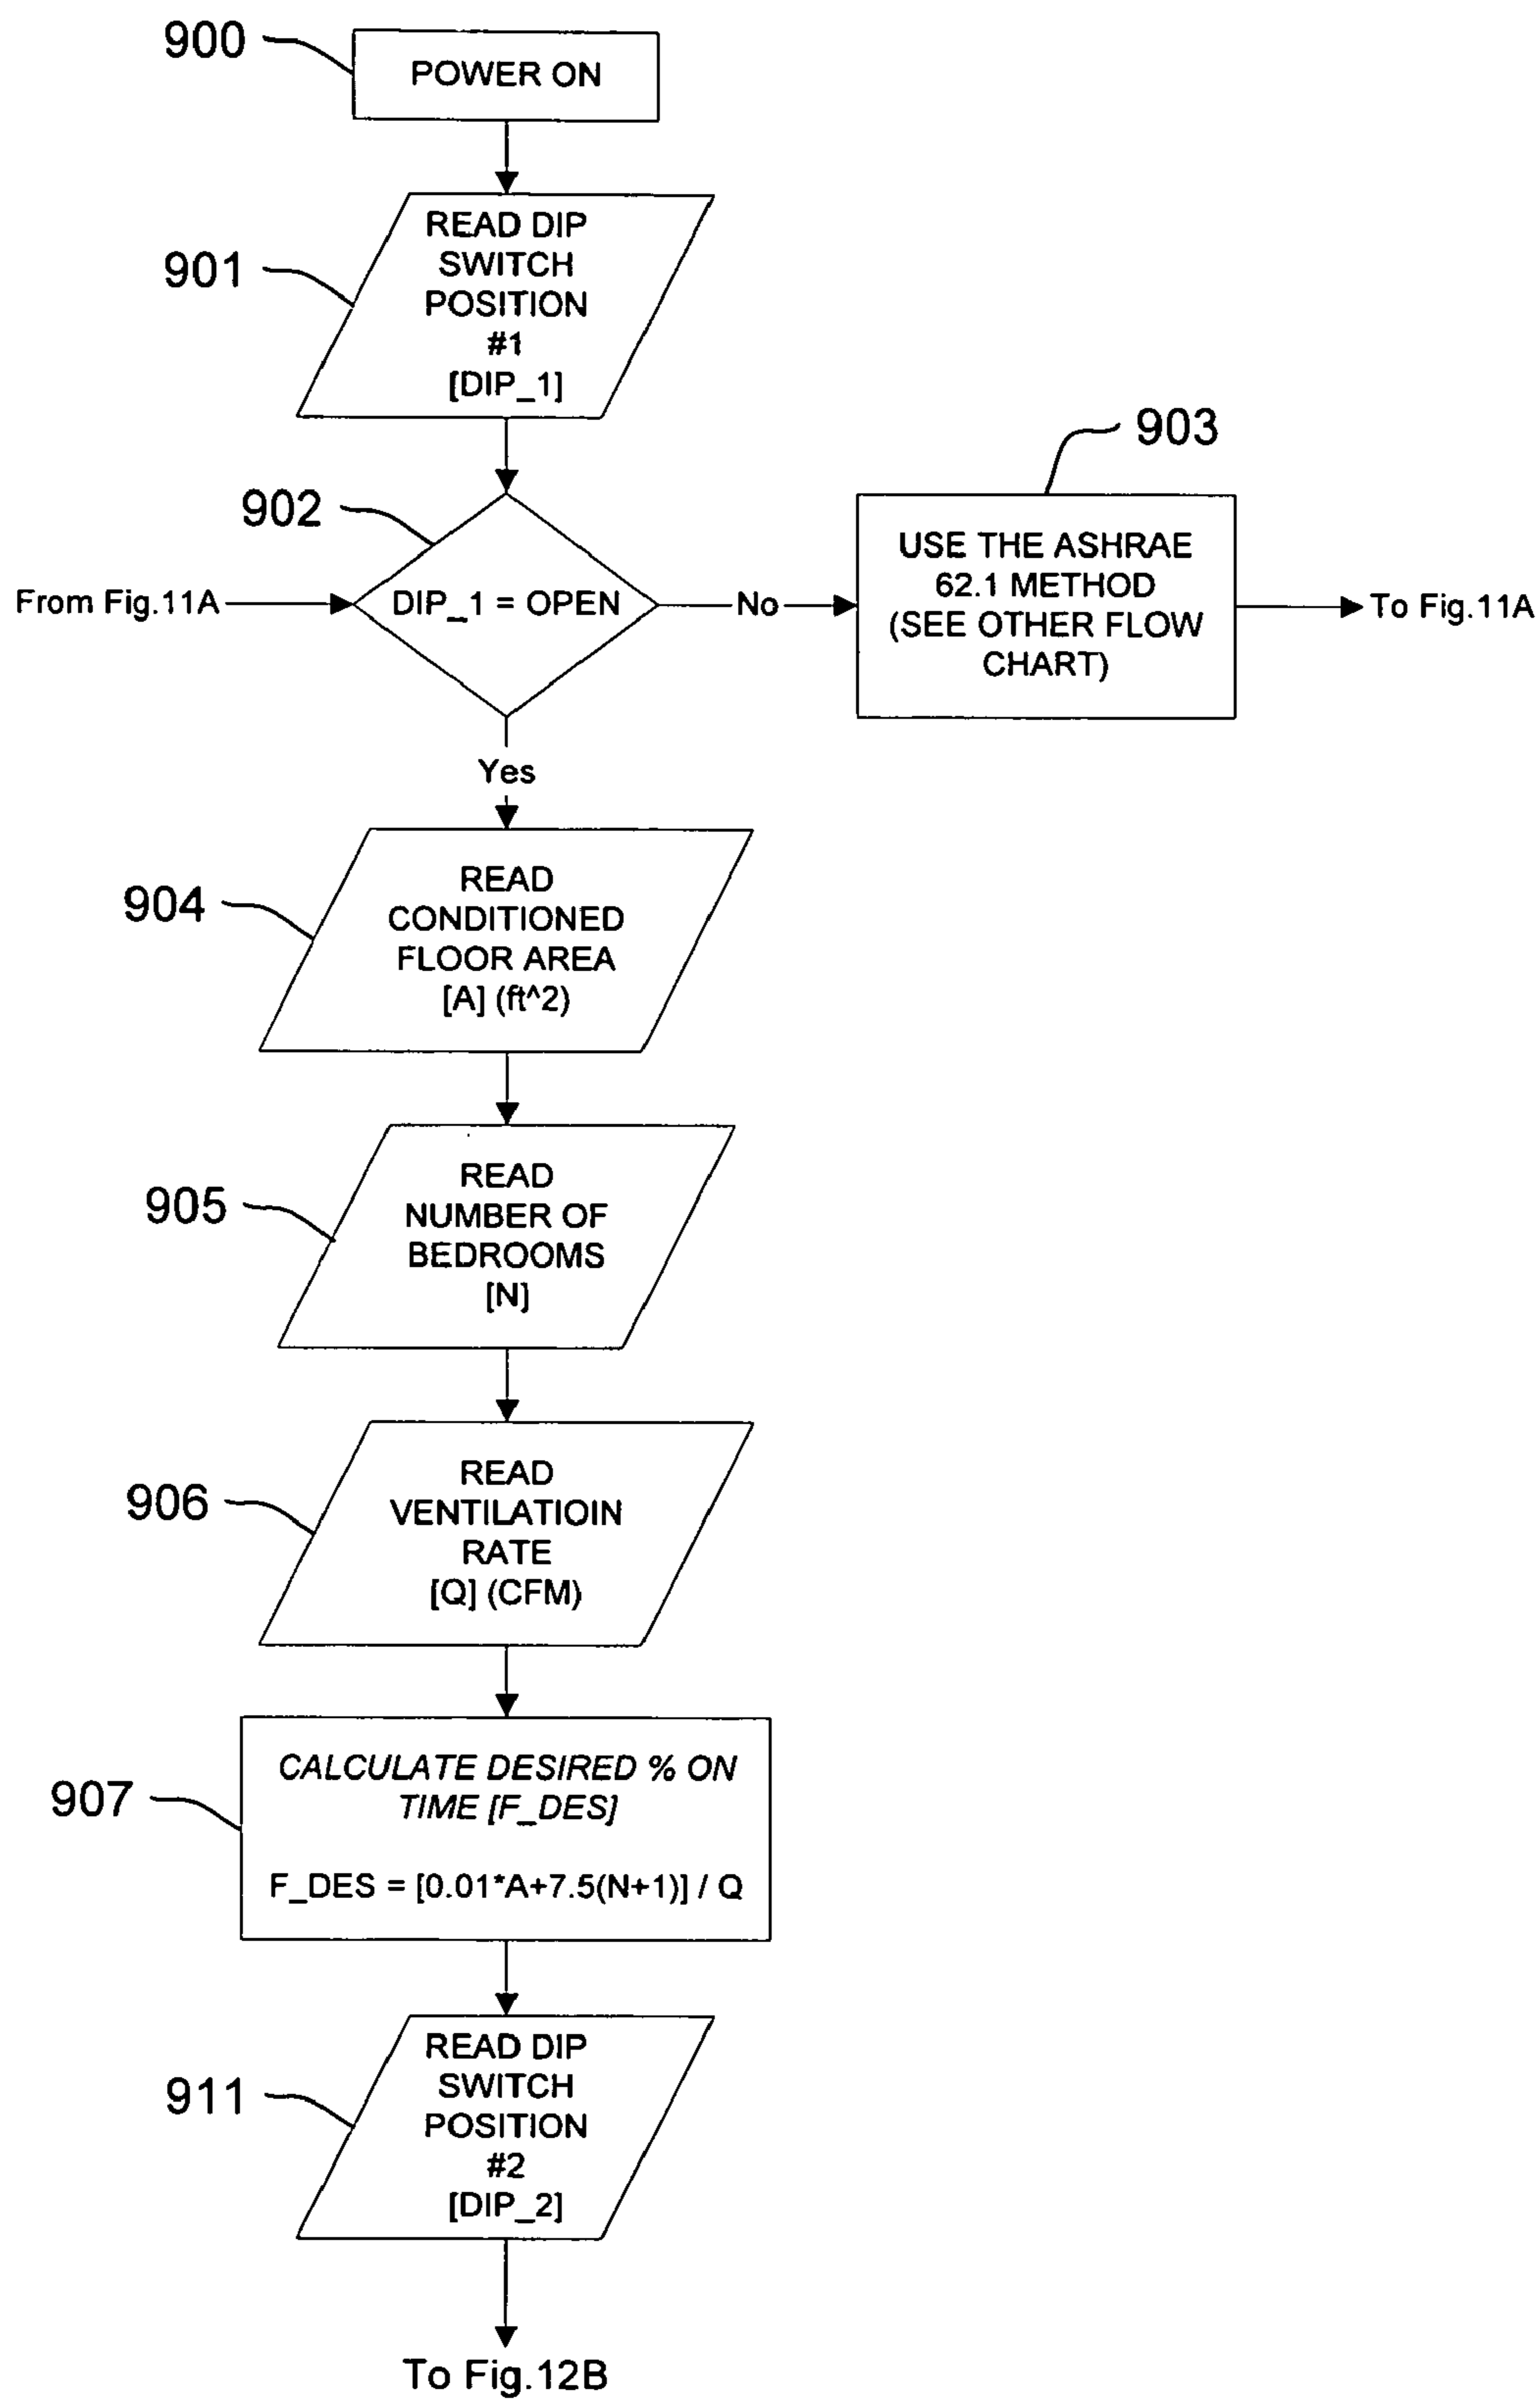 900
POWER ON
901
READ DIP
SWITCH
POSITION
#1
[DIP_1]
903
902
From Fig.11A
DIP_1 = OPEN
No
USE THE ASHRAE
62.1 METHOD
(SEE OTHER FLOW
CHART)
To Fig.11A
Yes
904
READ
CONDITIONED
FLOOR AREA
[A] (ft^2)
905
READ
NUMBER OF
BEDROOMS
[N]
906
READ
VENTILATIOIN
RATE
[Q] (CFM)
907
CALCULATE DESIRED % ON
TIME [F_DES]
F_DES = [0.01*A+7.5(N+1)] / Q
911
READ DIP
SWITCH
POSITION
#2
[DIP_2]
To Fig.12B